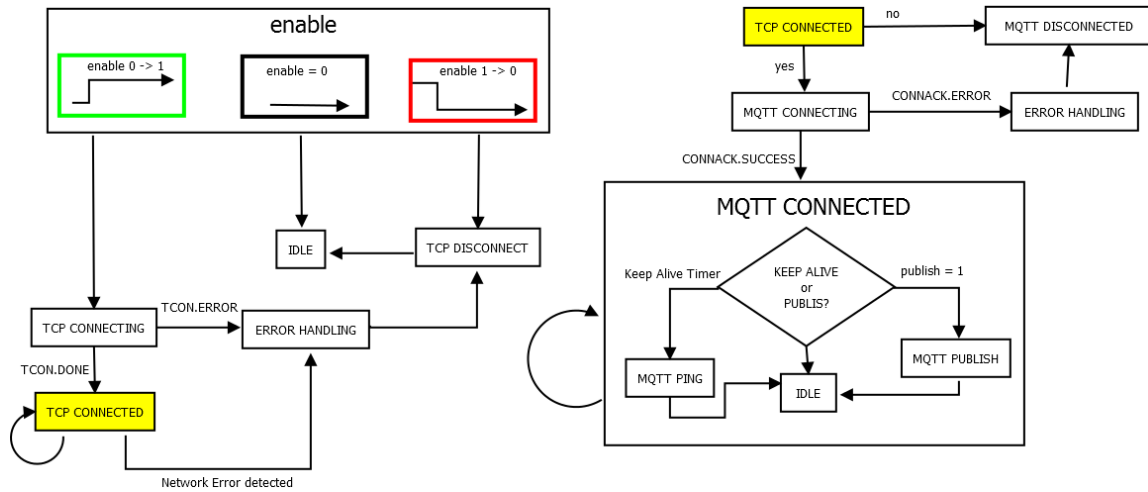 enable
enable 0 -> 1
enable = 0
enable 1 -> 0
IDLE
TCP DISCONNECT
TCON.ERROR
TCP CONNECTING
ERROR HANDLING
TCON.DONE
TCP CONNECTED
Network Error detected
TCP CONNECTED
no
MQTT DISCONNECTED
yes
CONNACK.ERROR
MQTT CONNECTING
ERROR HANDLING
CONNACK.SUCCESS
MQTT CONNECTED
Keep Alive Timer
KEEP ALIVE
or
PUBLIS?
publish = 1
MQTT PING
IDLE
MQTT PUBLISH